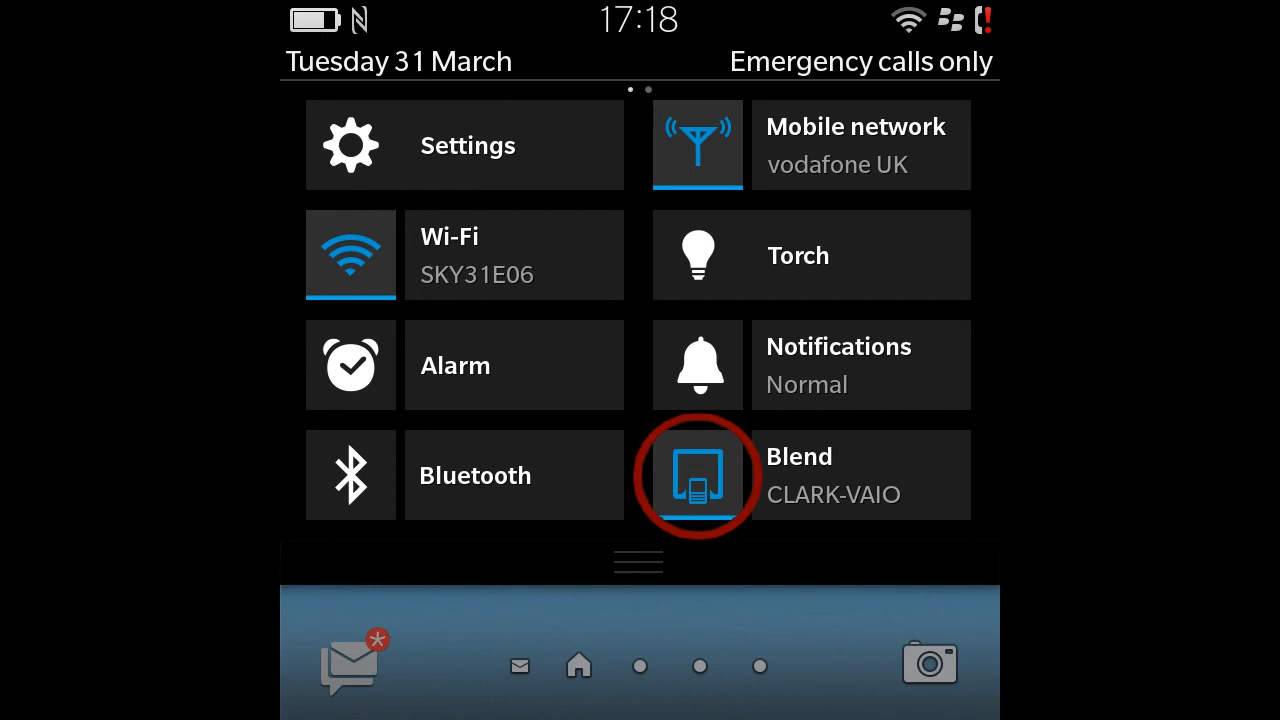 17:18
Tuesday 31 March
Emergency calls only
Settings
Mobile network
vodafone UK
Wi-Fi
SKY31E06
Torch
Alarm
Notifications
Normal
Bluetooth
Blend
CLARK-VAIO